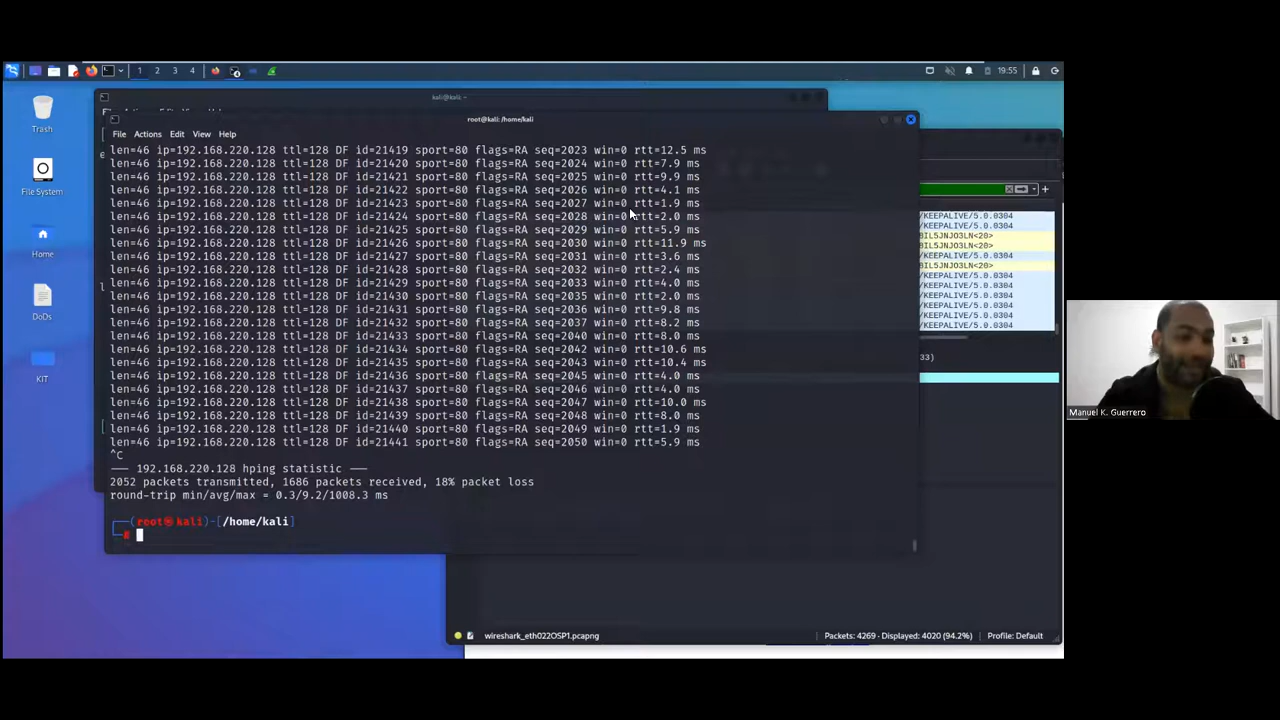 1 2 3 4
19:55
kali@kali: ~
root@kali: /home/kali
File Actions Edit View Help
len=46 ip=192.168.220.128 ttl=128 DF id=21419 sport=80 flags=RA seq=2023 win=0 rtt=12.5 ms
len=46 ip=192.168.220.128 ttl=128 DF id=21420 sport=80 flags=RA seq=2024 win=0 rtt=7.9 ms
len=46 ip=192.168.220.128 ttl=128 DF id=21421 sport=80 flags=RA seq=2025 win=0 rtt=9.9 ms
len=46 ip=192.168.220.128 ttl=128 DF id=21422 sport=80 flags=RA seq=2026 win=0 rtt=4.1 ms
len=46 ip=192.168.220.128 ttl=128 DF id=21423 sport=80 flags=RA seq=2027 win=0 rtt=1.9 ms
len=46 ip=192.168.220.128 ttl=128 DF id=21424 sport=80 flags=RA seq=2028 win=0 rtt=2.0 ms
len=46 ip=192.168.220.128 ttl=128 DF id=21425 sport=80 flags=RA seq=2029 win=0 rtt=5.9 ms
len=46 ip=192.168.220.128 ttl=128 DF id=21426 sport=80 flags=RA seq=2030 win=0 rtt=11.9 ms
len=46 ip=192.168.220.128 ttl=128 DF id=21427 sport=80 flags=RA seq=2031 win=0 rtt=3.6 ms
len=46 ip=192.168.220.128 ttl=128 DF id=21428 sport=80 flags=RA seq=2032 win=0 rtt=2.4 ms
len=46 ip=192.168.220.128 ttl=128 DF id=21429 sport=80 flags=RA seq=2033 win=0 rtt=4.0 ms
len=46 ip=192.168.220.128 ttl=128 DF id=21430 sport=80 flags=RA seq=2035 win=0 rtt=2.0 ms
len=46 ip=192.168.220.128 ttl=128 DF id=21431 sport=80 flags=RA seq=2036 win=0 rtt=9.8 ms
len=46 ip=192.168.220.128 ttl=128 DF id=21432 sport=80 flags=RA seq=2037 win=0 rtt=8.2 ms
len=46 ip=192.168.220.128 ttl=128 DF id=21433 sport=80 flags=RA seq=2040 win=0 rtt=8.0 ms
len=46 ip=192.168.220.128 ttl=128 DF id=21434 sport=80 flags=RA seq=2042 win=0 rtt=10.6 ms
len=46 ip=192.168.220.128 ttl=128 DF id=21435 sport=80 flags=RA seq=2043 win=0 rtt=10.4 ms
len=46 ip=192.168.220.128 ttl=128 DF id=21436 sport=80 flags=RA seq=2045 win=0 rtt=4.0 ms
len=46 ip=192.168.220.128 ttl=128 DF id=21437 sport=80 flags=RA seq=2046 win=0 rtt=4.0 ms
len=46 ip=192.168.220.128 ttl=128 DF id=21438 sport=80 flags=RA seq=2047 win=0 rtt=10.0 ms
len=46 ip=192.168.220.128 ttl=128 DF id=21439 sport=80 flags=RA seq=2048 win=0 rtt=8.0 ms
len=46 ip=192.168.220.128 ttl=128 DF id=21440 sport=80 flags=RA seq=2049 win=0 rtt=1.9 ms
len=46 ip=192.168.220.128 ttl=128 DF id=21441 sport=80 flags=RA seq=2050 win=0 rtt=5.9 ms
^C
--- 192.168.220.128 hping statistic ---
2052 packets transmitted, 1686 packets received, 18% packet loss
round-trip min/avg/max = 0.3/9.2/1008.3 ms
(root㉿kali)-[/home/kali]
Trash
File System
Home
DoDs
KIT
/KEEPALIVE/5.0.0304
/KEEPALIVE/5.0.0304
BIL5JNJO3LN<20>
BIL5JNJO3LN<20>
/KEEPALIVE/5.0.0304
BIL5JNJO3LN<20>
/KEEPALIVE/5.0.0304
/KEEPALIVE/5.0.0304
/KEEPALIVE/5.0.0304
/KEEPALIVE/5.0.0304
/KEEPALIVE/5.0.0304
/KEEPALIVE/5.0.0304
33)
wireshark_eth022OSP1.pcapng
Packets: 4269 · Displayed: 4020 (94.2%)
Profile: Default
Manuel K. Guerrero